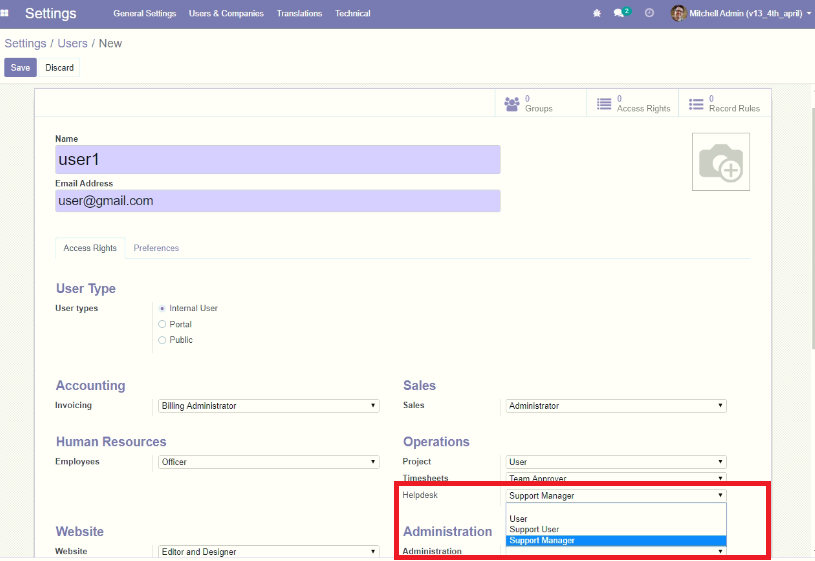 Settings General Settings Users & Companies Translations Technical 2 Mitchell Admin (v13_4th_april)
Settings / Users / New
Save Discard
0 Groups 0 Access Rights 0 Record Rules
Name
user1
Email Address
user@gmail.com
Access Rights Preferences
User Type
User types Internal User
Portal
Public
Accounting Sales
Invoicing Billing Administrator Sales Administrator
Human Resources Operations
Employees Officer Project User
Timesheets Team Approver
Helpdesk Support Manager
User
Support User
Support Manager
Website Administration
Website Editor and Designer Administration